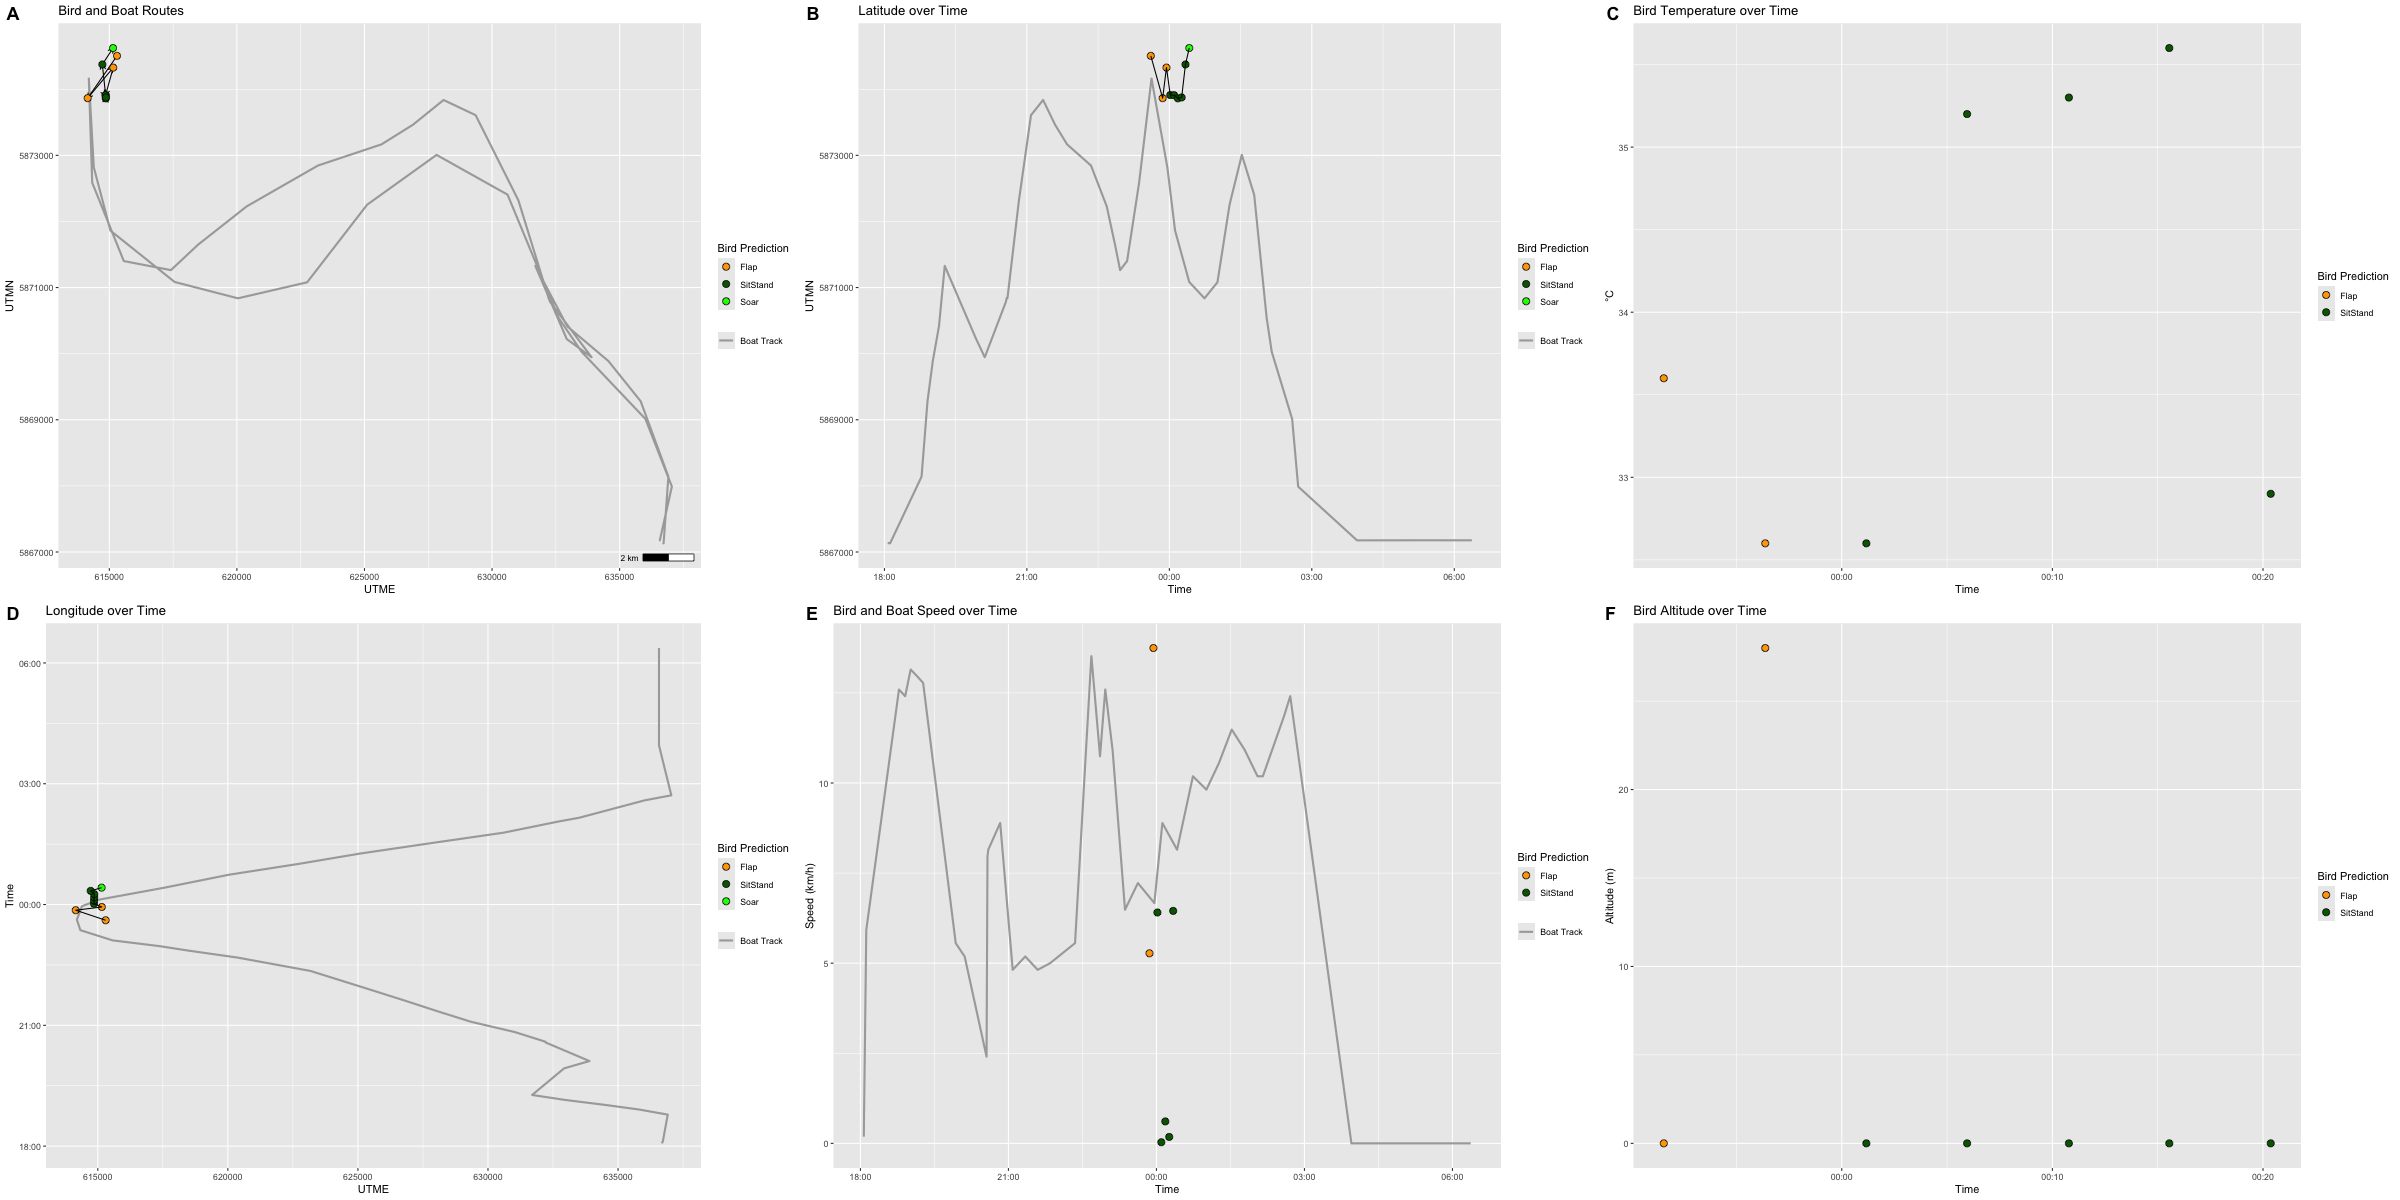 A
Bird and Boat Routes
5873000
5871000
5869000
5867000
UTMN
615000
620000
625000
630000
635000
UTME
2 km
Bird Prediction
Flap
SitStand
Soar
Boat Track
B
Latitude over Time
5873000
5871000
5869000
5867000
UTMN
18:00
21:00
00:00
03:00
06:00
Time
Bird Prediction
Flap
SitStand
Soar
Boat Track
C
Bird Temperature over Time
35
34
33
°C
00:00
00:10
00:20
Time
Bird Prediction
Flap
SitStand
D
Longitude over Time
06:00
03:00
00:00
21:00
18:00
Time
615000
620000
625000
630000
635000
UTME
Bird Prediction
Flap
SitStand
Soar
Boat Track
E
Bird and Boat Speed over Time
10
5
0
Speed (km/h)
18:00
21:00
00:00
03:00
06:00
Time
Bird Prediction
Flap
SitStand
Boat Track
F
Bird Altitude over Time
20
10
0
Altitude (m)
00:00
00:10
00:20
Time
Bird Prediction
Flap
SitStand